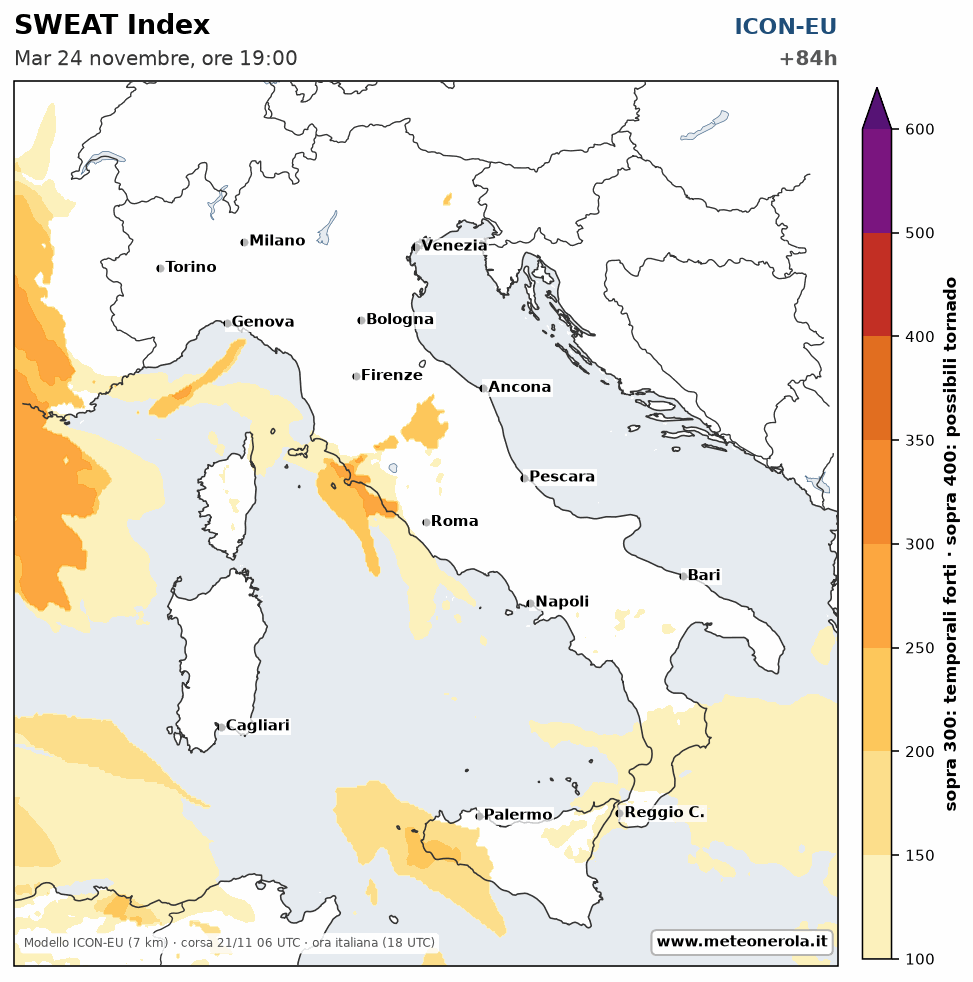 SWEAT Index
ICON-EU
Mar 24 novembre, ore 19:00
+84h
Milano
Venezia
Torino
Genova
Bologna
Firenze
Ancona
Pescara
Roma
Bari
Napoli
Cagliari
Palermo
Reggio C.
600
500
400
350
300
250
200
150
100
sopra 300: temporali forti · sopra 400: possibili tornado
Modello ICON-EU (7 km) · corsa 21/11 06 UTC · ora italiana (18 UTC)
www.meteonerola.it